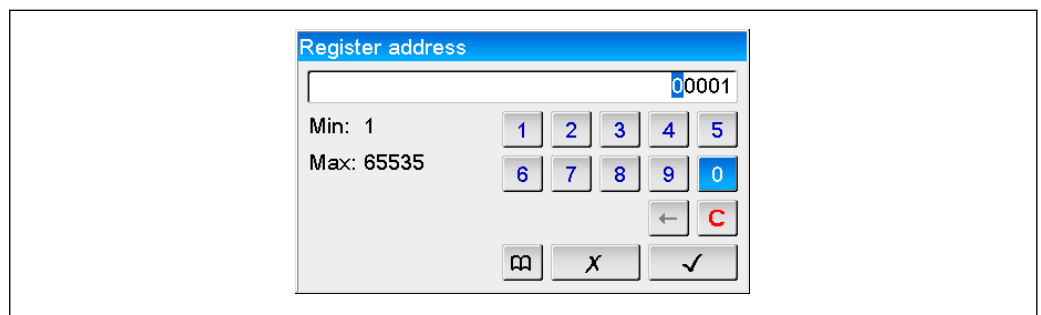 Register address
00001
Min: 1
1 2 3 4 5
Max: 65535
6 7 8 9 0
← C
X ✓